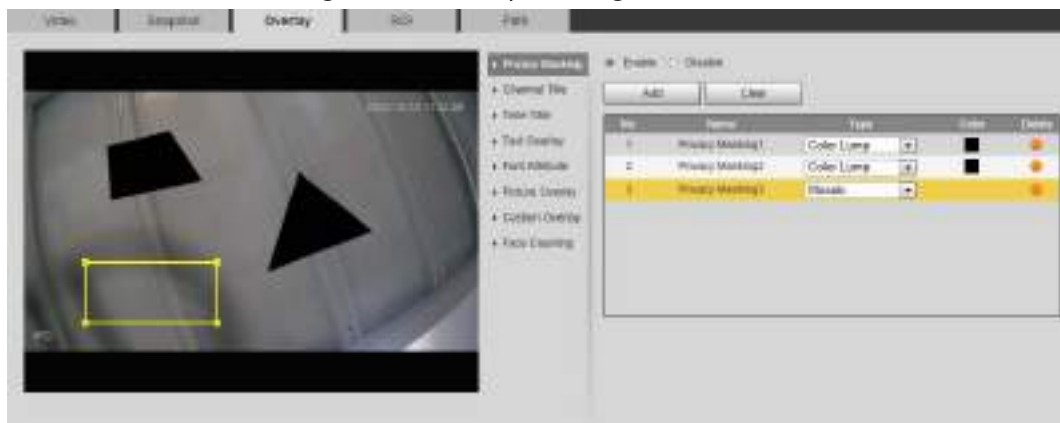 Video Snapshot Overlay ROI Path
Privacy Masking
Channel Title
Time Title
Text Overlay
Font Attribute
Picture Overlay
Custom Overlay
Face Counting
Enable Disable
Add Clear
No. Name Type Color Delete
1 Privacy Masking1 Color Lump
2 Privacy Masking2 Color Lump
3 Privacy Masking3 Mosaic